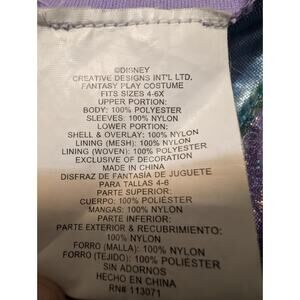 ©DISNEY
CREATIVE DESIGNS INT'L LTD.
FANTASY PLAY COSTUME
FITS SIZES 4-6X
UPPER PORTION:
BODY: 100% POLYESTER
SLEEVES: 100% NYLON
LOWER PORTION:
SHELL & OVERLAY: 100% NYLON
LINING (MESH): 100% NYLON
LINING (WOVEN): 100% POLYESTER
EXCLUSIVE OF DECORATION
MADE IN CHINA
DISFRAZ DE FANTASÍA DE JUGUETE
PARA TALLAS 4-6
PARTE SUPERIOR:
CUERPO: 100% POLIÉSTER
MANGAS: 100% NYLON
PARTE INFERIOR:
PARTE EXTERIOR & RECUBRIMIENTO:
100% NYLON
FORRO (MALLA): 100% NYLON
FORRO (TEJIDO): 100% POLIÉSTER
SIN ADORNOS
HECHO EN CHINA
RN# 113071